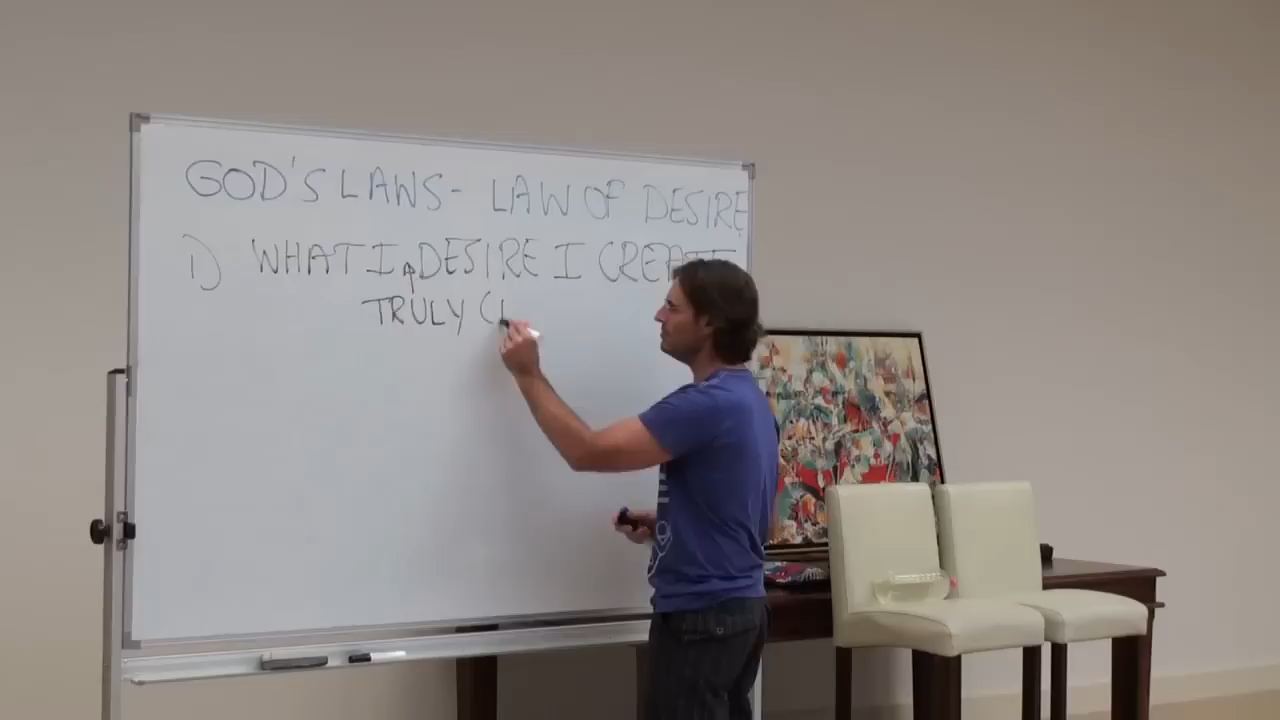 GOD'S LAWS - LAW OF DESIRE
1) WHAT I DESIRE I CREATE
TRULY (